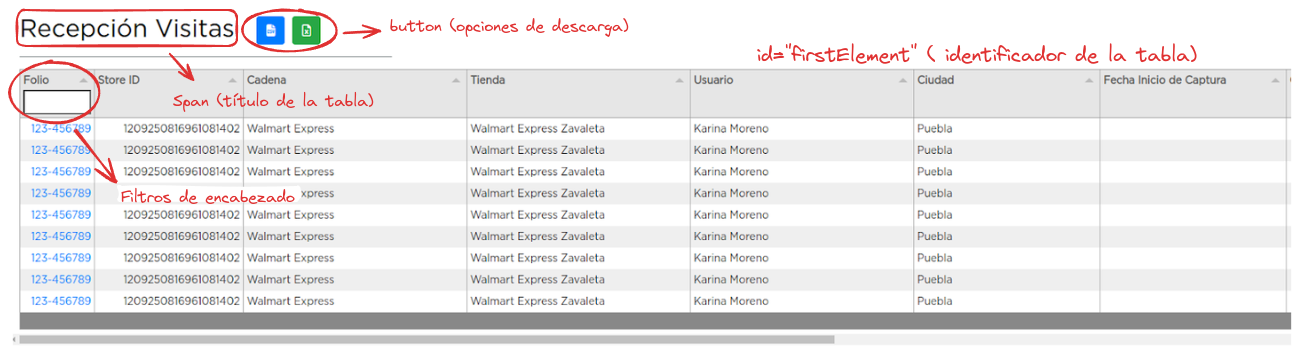 Recepción Visitas
button (opciones de descarga)
id="firstElement" ( identificador de la tabla)
Folio Store ID Cadena Tienda Usuario Ciudad Fecha Inicio de Captura
Span (título de la tabla)
123-456789 1209250816961081402 Walmart Express Walmart Express Zavaleta Karina Moreno Puebla
123-456789 1209250816961081402 Walmart Express Walmart Express Zavaleta Karina Moreno Puebla
123-456789 1209250816961081402 Walmart Express Walmart Express Zavaleta Karina Moreno Puebla
123-456789 Express Walmart Express Zavaleta Karina Moreno Puebla
Filtros de encabezado
123-456789 1209250816961081402 Walmart Express Walmart Express Zavaleta Karina Moreno Puebla
123-456789 1209250816961081402 Walmart Express Walmart Express Zavaleta Karina Moreno Puebla
123-456789 1209250816961081402 Walmart Express Walmart Express Zavaleta Karina Moreno Puebla
123-456789 1209250816961081402 Walmart Express Walmart Express Zavaleta Karina Moreno Puebla
123-456789 1209250816961081402 Walmart Express Walmart Express Zavaleta Karina Moreno Puebla